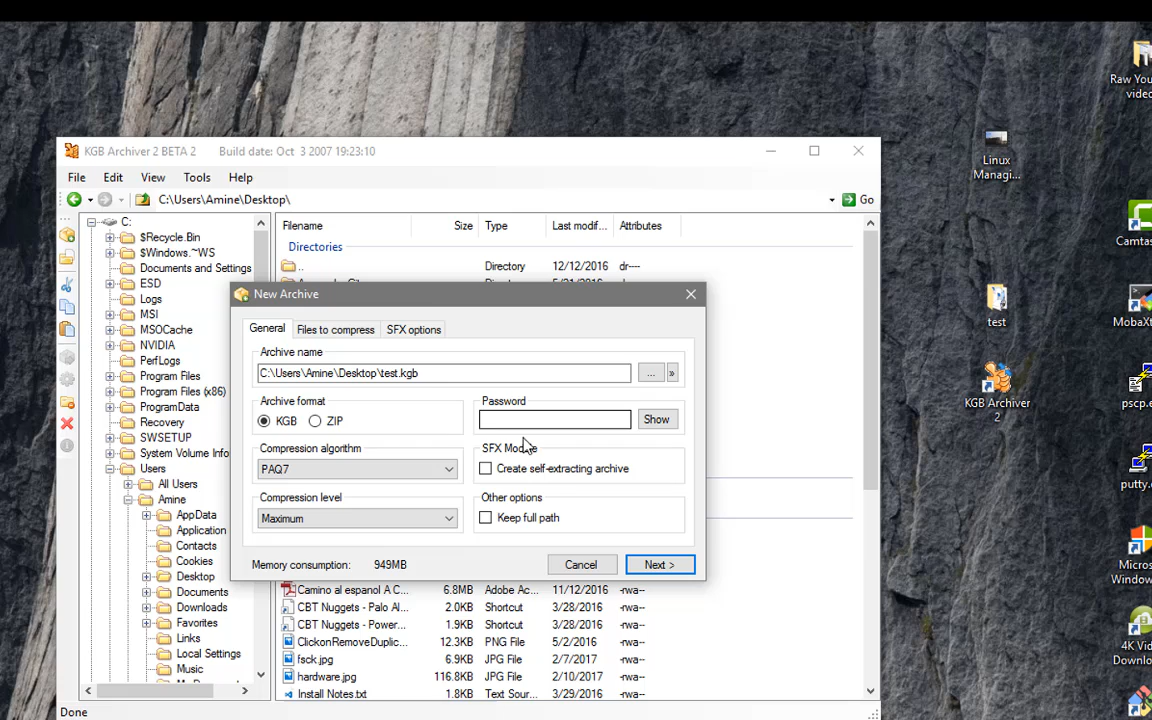 Raw You
video
KGB Archiver 2 BETA 2 Build date: Oct 3 2007 19:23:10
Linux
Managi...
File Edit View Tools Help
C:\Users\Amine\Desktop\ Go
C:
Filename Size Type Last modif... Attributes
$Recycle.Bin
Directories
Camtas
$Windows.~WS
Documents and Settings
.. Directory 12/12/2016 dr----
ESD
New Archive
Logs
MSI
test
MobaXt
General Files to compress SFX options
MSOCache
NVIDIA
Archive name
PerfLogs
C:\Users\Amine\Desktop\test.kgb ... »
Program Files
Program Files (x86)
Archive format Password
KGB Archiver
2
pscp.e
ProgramData
KGB ZIP Show
Recovery
SWSETUP
Compression algorithm
System Volume Info
PAQ7 Create self-extracting archive
Users
All Users
putty.e
Compression level Other options
Amine
AppData
Maximum Keep full path
Application
Contacts
Cookies
Memory consumption: 949MB Cancel Next >
Micros
Window
Desktop
Documents
Camino al espanol A C... 6.8MB Adobe Ac... 11/12/2016 -rwa--
Downloads
CBT Nuggets - Palo Al... 2.0KB Shortcut 3/28/2016 -rwa--
Favorites
CBT Nuggets - Power... 1.9KB Shortcut 3/28/2016 -rwa--
Links
ClickonRemoveDuplic... 12.3KB PNG File 5/2/2016 -rwa--
4K Vid
Downlo
Local Settings
fsck.jpg 6.9KB JPG File 2/7/2017 -rwa--
Music
hardware.jpg 116.8KB JPG File 2/10/2017 -rwa--
Install Notes.txt 1.8KB Text Sour... 3/29/2016 -rwa--
Done